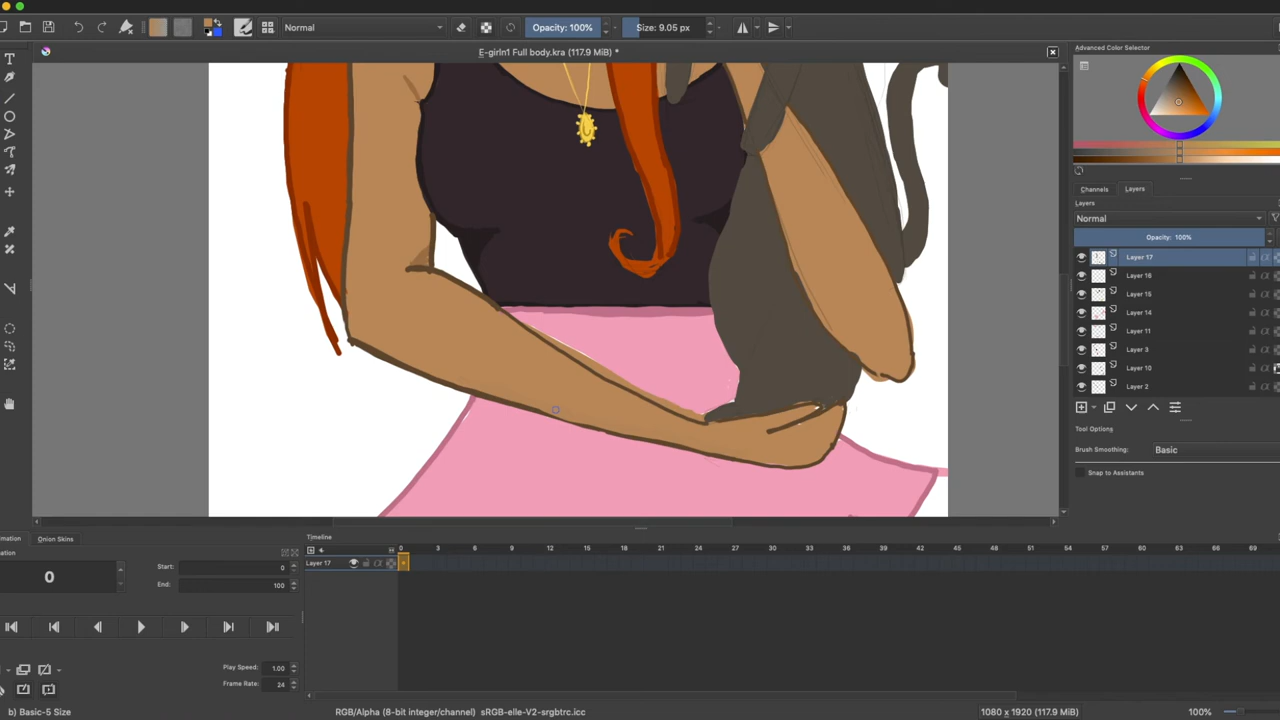 Normal
Opacity: 100%
Size: 9.05 px
E-girln1 Full body.kra (117.9 MiB) *
Advanced Color Selector
Channels
Layers
Layers
Normal
Opacity: 100%
Layer 17
Layer 16
Layer 15
Layer 14
Layer 11
Layer 3
Layer 10
Layer 2
Tool Options
Brush Smoothing:
Basic
Snap to Assistants
Onion Skins
Timeline
0 3 6 9 12 15 18 21 24 27 30 33 36 39 42 45 48 51 54 57 60 63 66 69
Layer 17
0
Start: 0
End: 100
Play Speed: 1.00
Frame Rate: 24
b) Basic-5 Size
RGB/Alpha (8-bit integer/channel) sRGB-elle-V2-srgbtrc.icc
1080 x 1920 (117.9 MiB)
100%